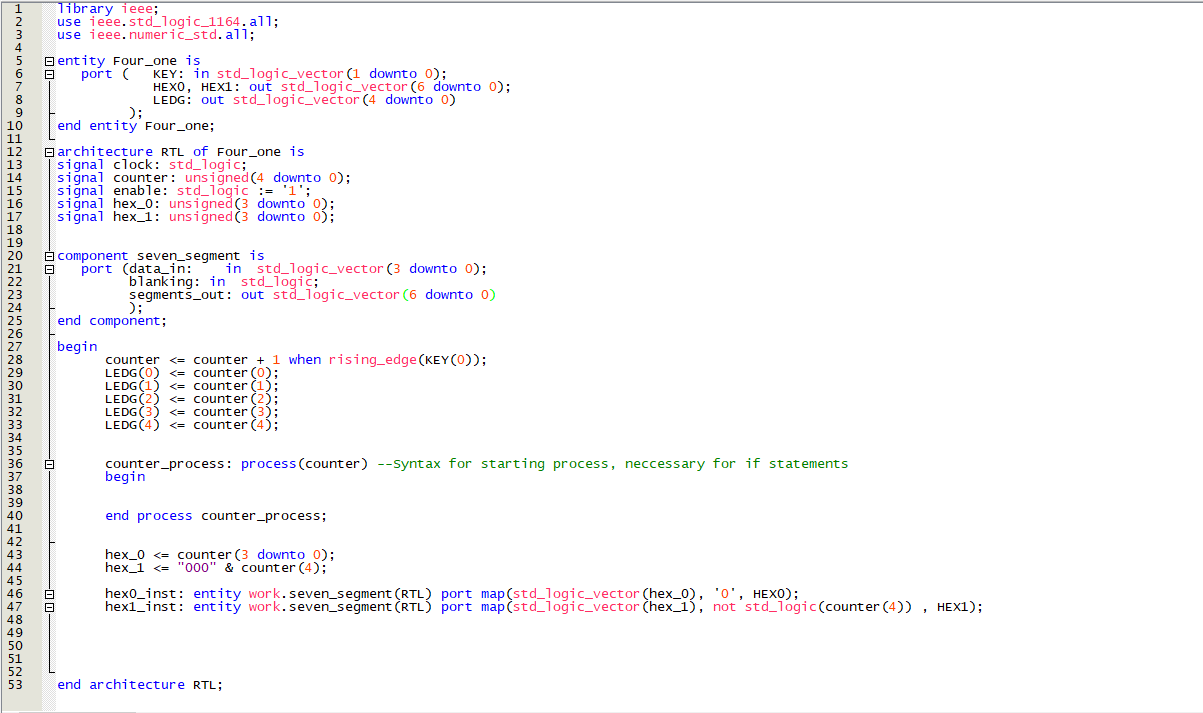 1 library ieee;
2 use ieee.std_logic_1164.all;
3 use ieee.numeric_std.all;
4
5 entity Four_one is
6 port ( KEY: in std_logic_vector(1 downto 0);
7 HEX0, HEX1: out std_logic_vector(6 downto 0);
8 LEDG: out std_logic_vector(4 downto 0)
9 );
10 end entity Four_one;
11
12 architecture RTL of Four_one is
13 signal clock: std_logic;
14 signal counter: unsigned(4 downto 0);
15 signal enable: std_logic := '1';
16 signal hex_0: unsigned(3 downto 0);
17 signal hex_1: unsigned(3 downto 0);
18
19
20 component seven_segment is
21 port (data_in: in std_logic_vector(3 downto 0);
22 blanking: in std_logic;
23 segments_out: out std_logic_vector(6 downto 0)
24 );
25 end component;
26
27 begin
28 counter <= counter + 1 when rising_edge(KEY(0));
29 LEDG(0) <= counter(0);
30 LEDG(1) <= counter(1);
31 LEDG(2) <= counter(2);
32 LEDG(3) <= counter(3);
33 LEDG(4) <= counter(4);
34
35
36 counter_process: process(counter) --Syntax for starting process, neccessary for if statements
37 begin
38
39
40 end process counter_process;
41
42
43 hex_0 <= counter(3 downto 0);
44 hex_1 <= "000" & counter(4);
45
46 hex0_inst: entity work.seven_segment(RTL) port map(std_logic_vector(hex_0), '0', HEX0);
47 hex1_inst: entity work.seven_segment(RTL) port map(std_logic_vector(hex_1), not std_logic(counter(4)) , HEX1);
48
49
50
51
52
53 end architecture RTL;